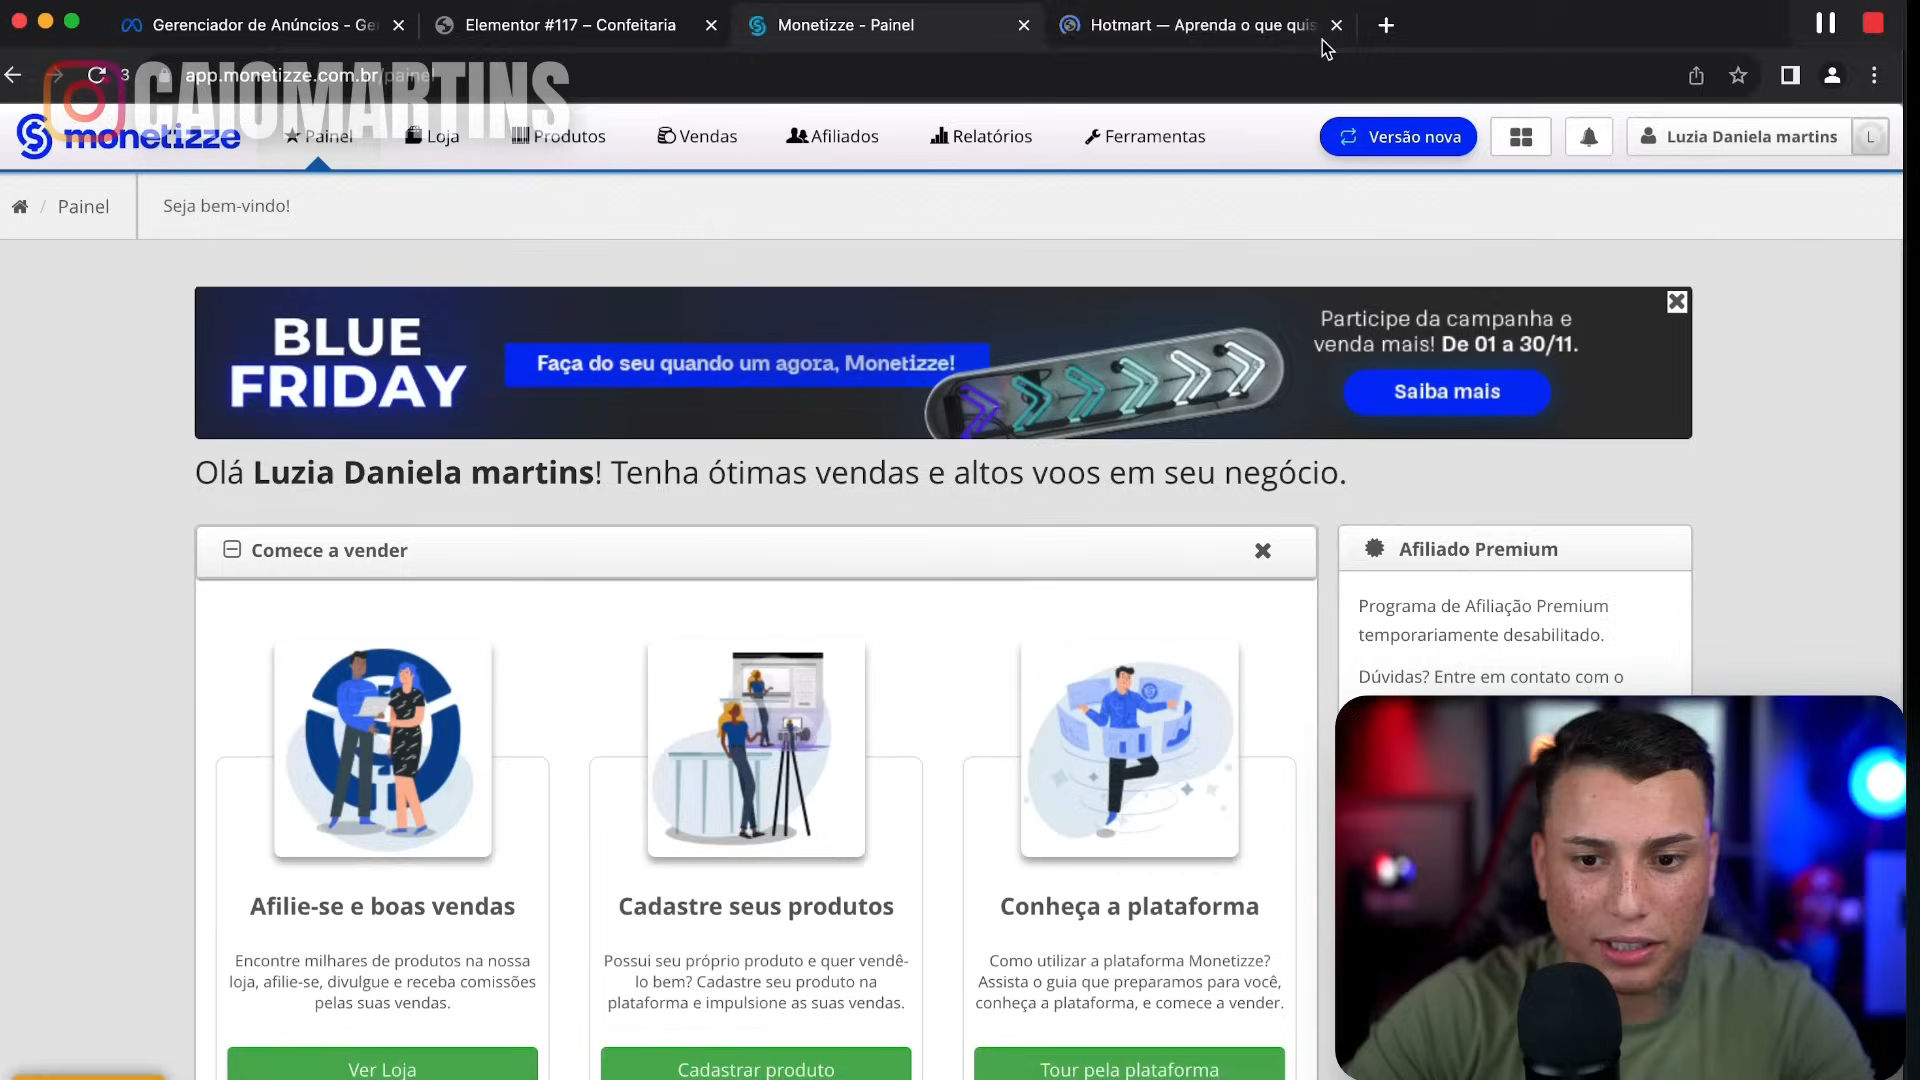 Gerenciador de Anúncios - Ge
Elementor #117 – Confeitaria
Monetizze - Painel
Hotmart — Aprenda o que quis
3
app.monetizze.com.br/painel
CAIOMARTINS
monetizze
Painel
Loja
Produtos
Vendas
Afiliados
Relatórios
Ferramentas
Versão nova
Luzia Daniela martins
L
/ Painel
Seja bem-vindo!
BLUE
FRIDAY
Faça do seu quando um agora, Monetizze!
Participe da campanha e
venda mais! De 01 a 30/11.
Saiba mais
Olá Luzia Daniela martins! Tenha ótimas vendas e altos voos em seu negócio.
Comece a vender
Afiliado Premium
Programa de Afiliação Premium
temporariamente desabilitado.
Dúvidas? Entre em contato com o
Afilie-se e boas vendas
Encontre milhares de produtos na nossa
loja, afilie-se, divulgue e receba comissões
pelas suas vendas.
Ver Loja
Cadastre seus produtos
Possui seu próprio produto e quer vendê-
lo bem? Cadastre seu produto na
plataforma e impulsione as suas vendas.
Cadastrar produto
Conheça a plataforma
Como utilizar a plataforma Monetizze?
Assista o guia que preparamos para você,
conheça a plataforma, e comece a vender.
Tour pela plataforma